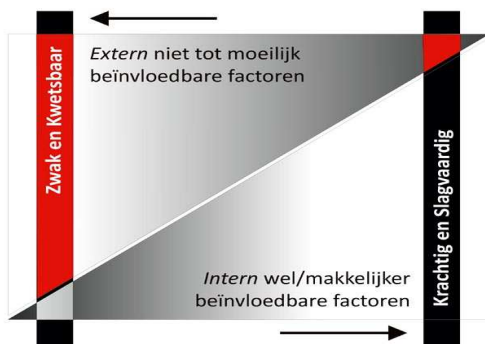 Extern niet tot moeilijk
beïnvloedbare factoren
Zwak en Kwetsbaar
Krachtig en Slagvaardig
Intern wel/makkelijker
beïnvloedbare factoren